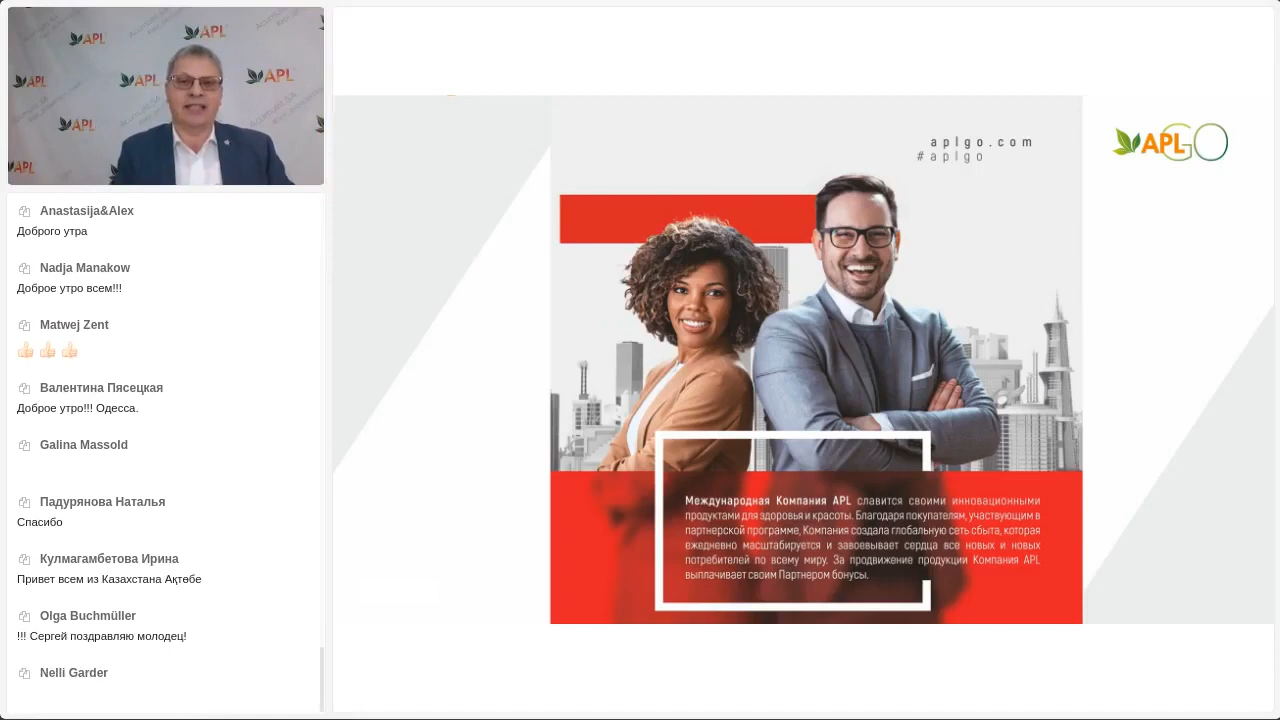 APL
APL
APL
APL
APL
APL
APL
Anastasija&Alex
Доброго утра
Nadja Manakow
Доброе утро всем!!!
Matwej Zent
Валентина Пясецкая
Доброе утро!!! Одесса.
Galina Massold
Падурянова Наталья
Спасибо
Кулмагамбетова Ирина
Привет всем из Казахстана Ақтөбе
Olga Buchmüller
!!! Сергей поздравляю молодец!
Nelli Garder
aplgo.com
#aplgo
APLGO
Международная Компания APL славится своими инновационными
продуктами для здоровья и красоты. Благодаря покупателям, участвующим в
партнерской программе, Компания создала глобальную сеть сбыта, которая
ежедневно масштабируется и завоевывает сердца все новых и новых
потребителей по всему миру. За продвижение продукции Компания APL
выплачивает своим Партнером бонусы.